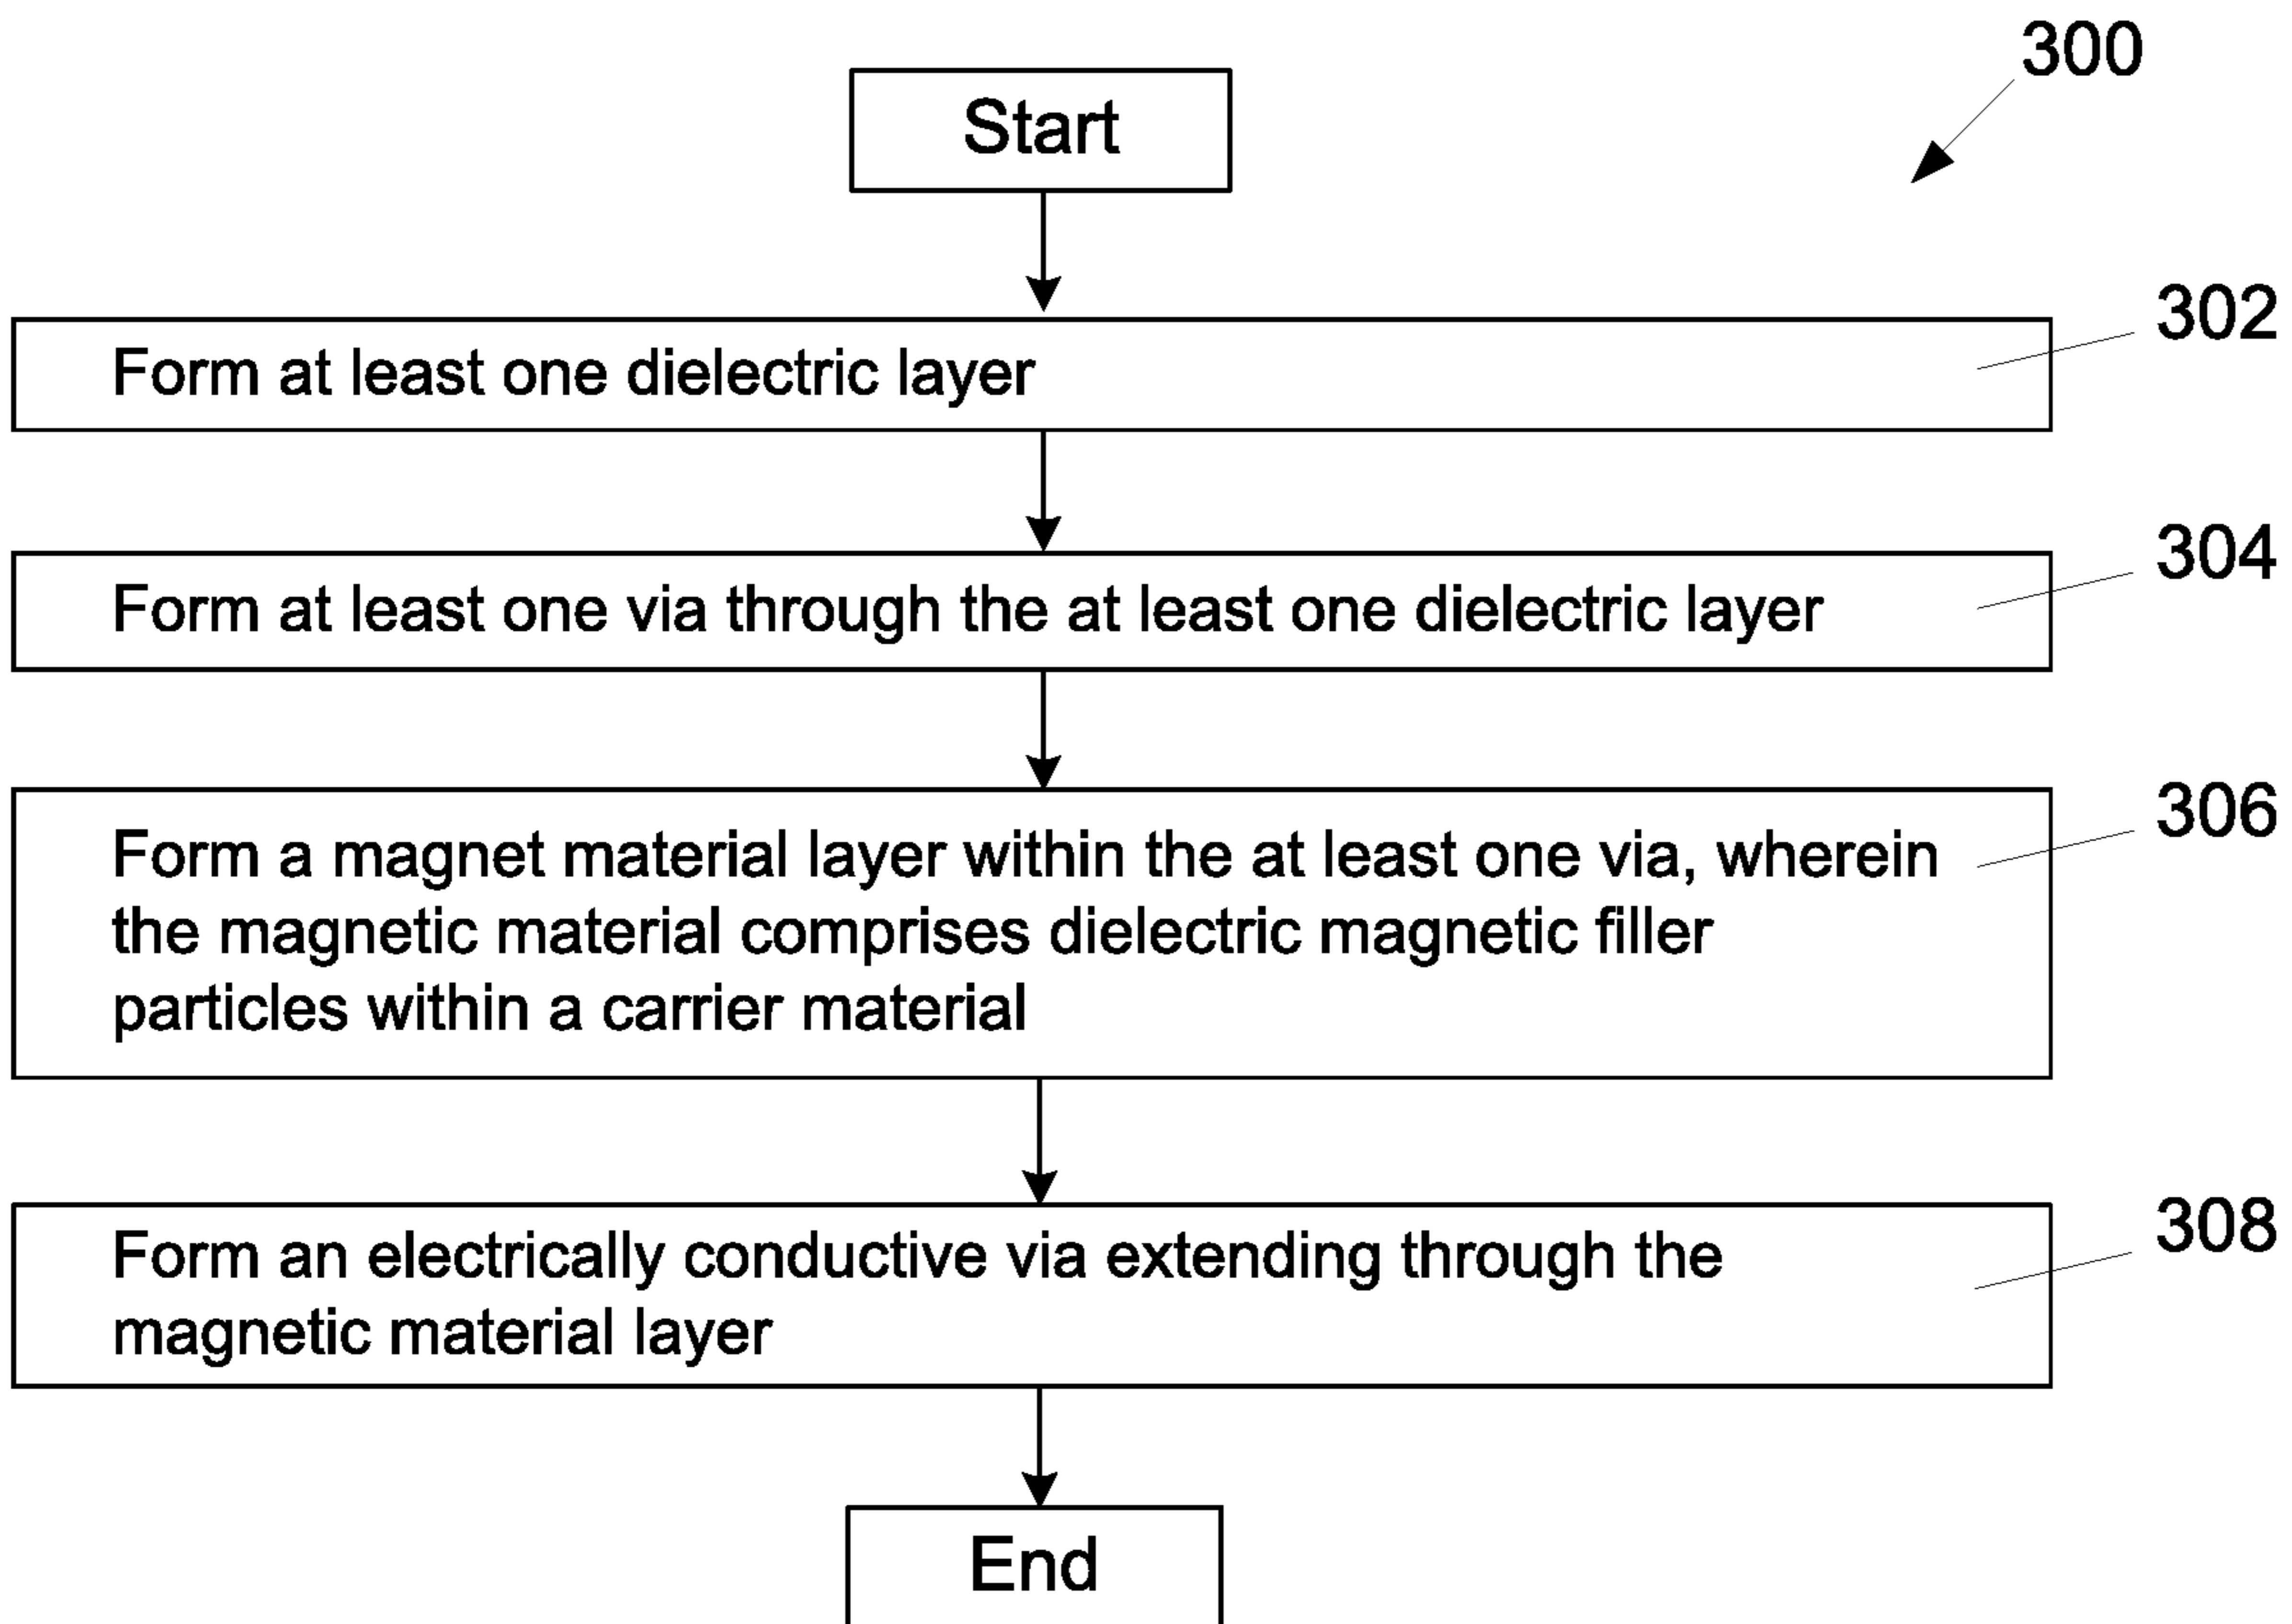 300
Start
302
Form at least one dielectric layer
304
Form at least one via through the at least one dielectric layer
306
Form a magnet material layer within the at least one via, wherein
the magnetic material comprises dielectric magnetic filler
particles within a carrier material
308
Form an electrically conductive via extending through the
magnetic material layer
End